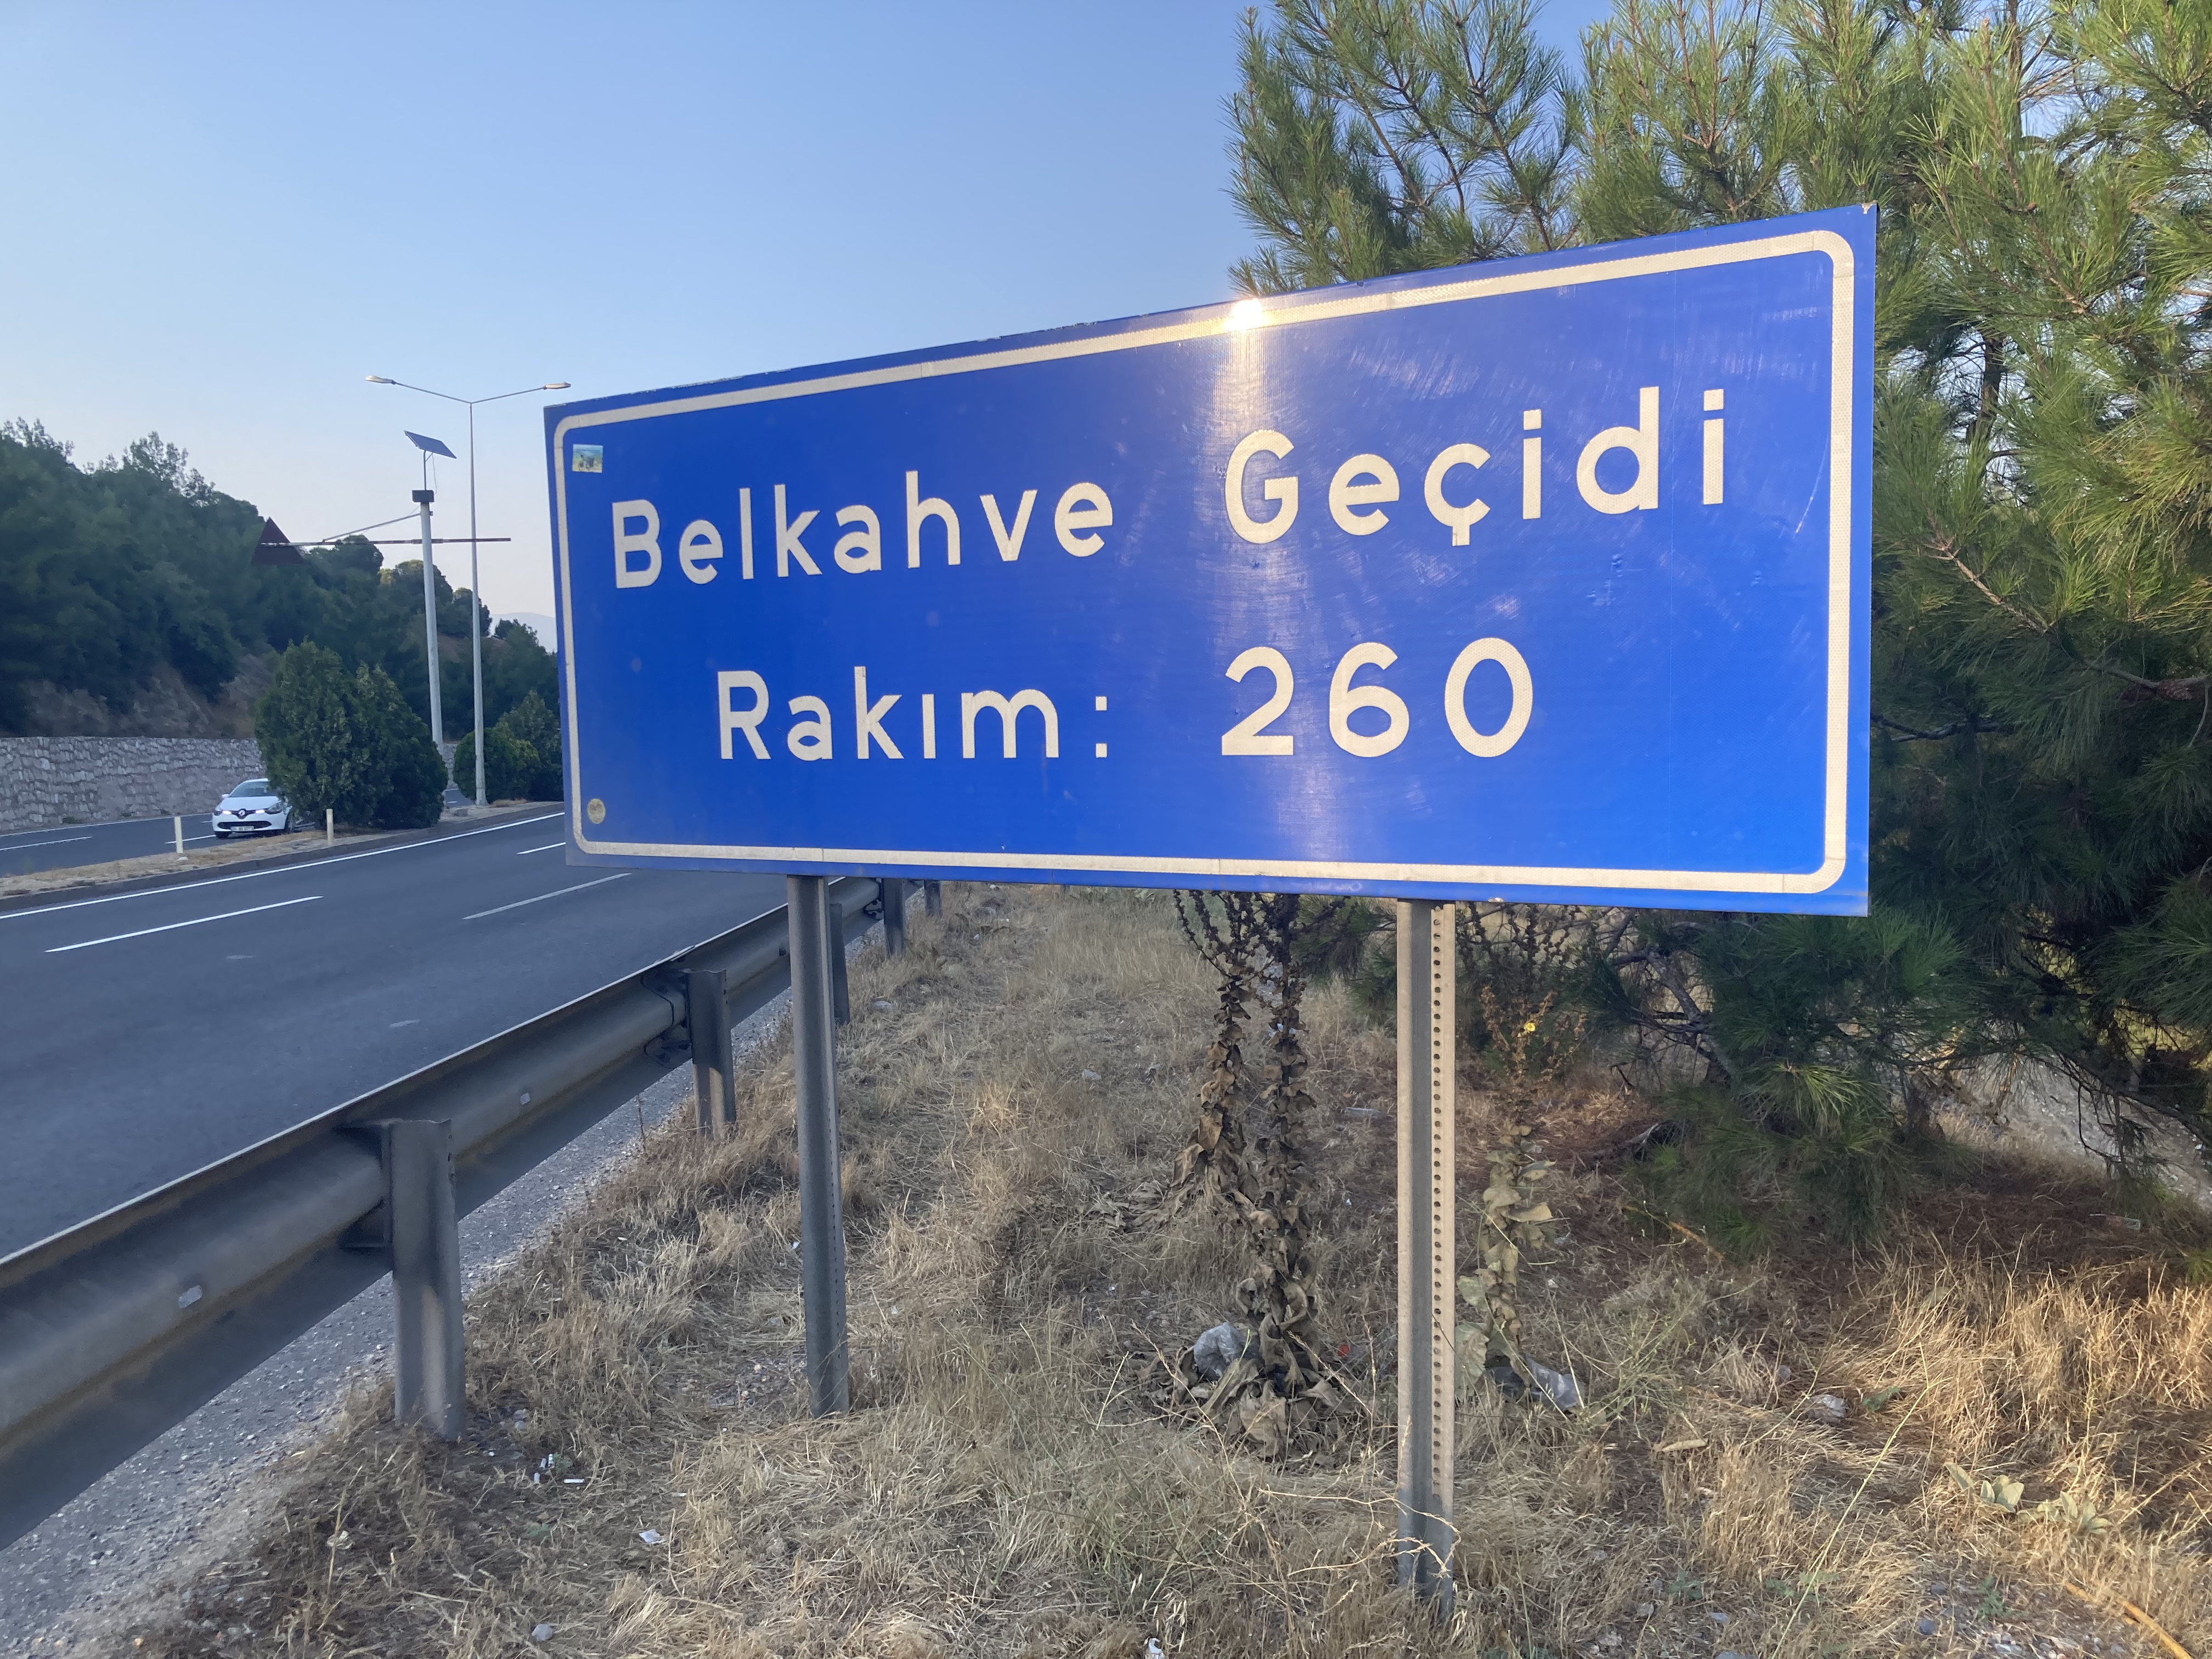 Belkahve Geçidi
Rakım: 260